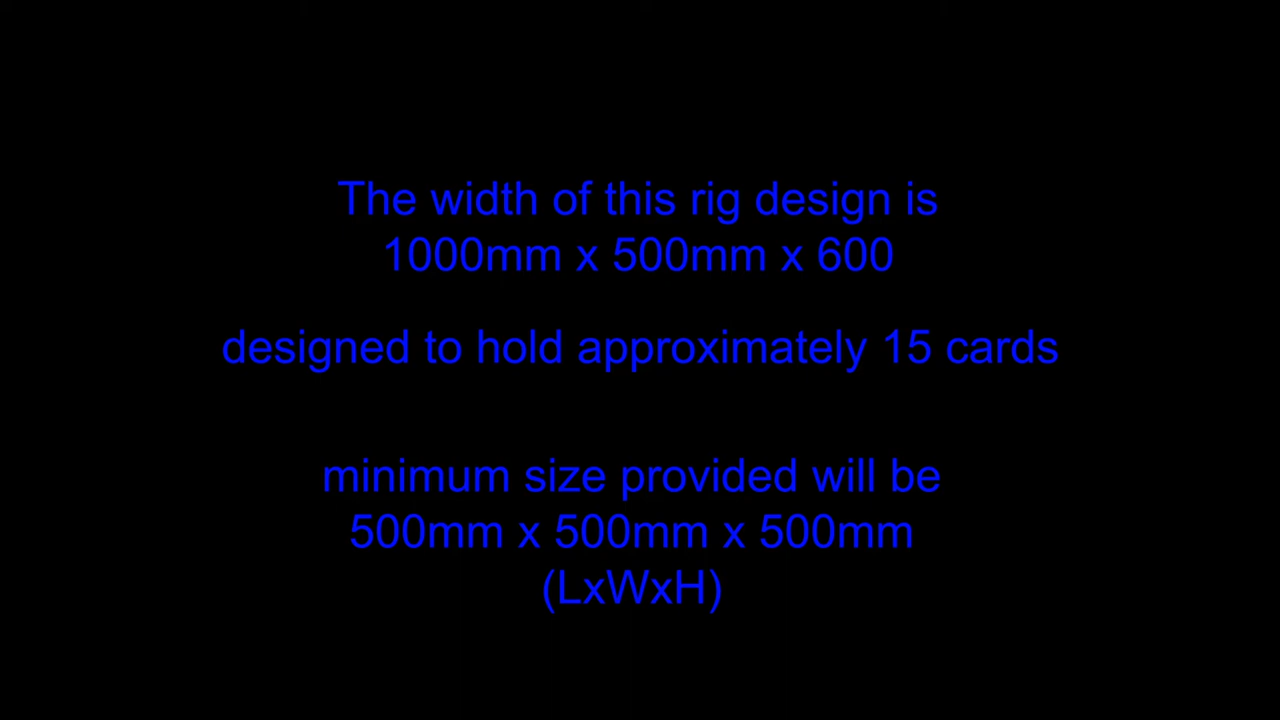 The width of this rig design is
1000mm x 500mm x 600
designed to hold approximately 15 cards
minimum size provided will be
500mm x 500mm x 500mm
(LxWxH)